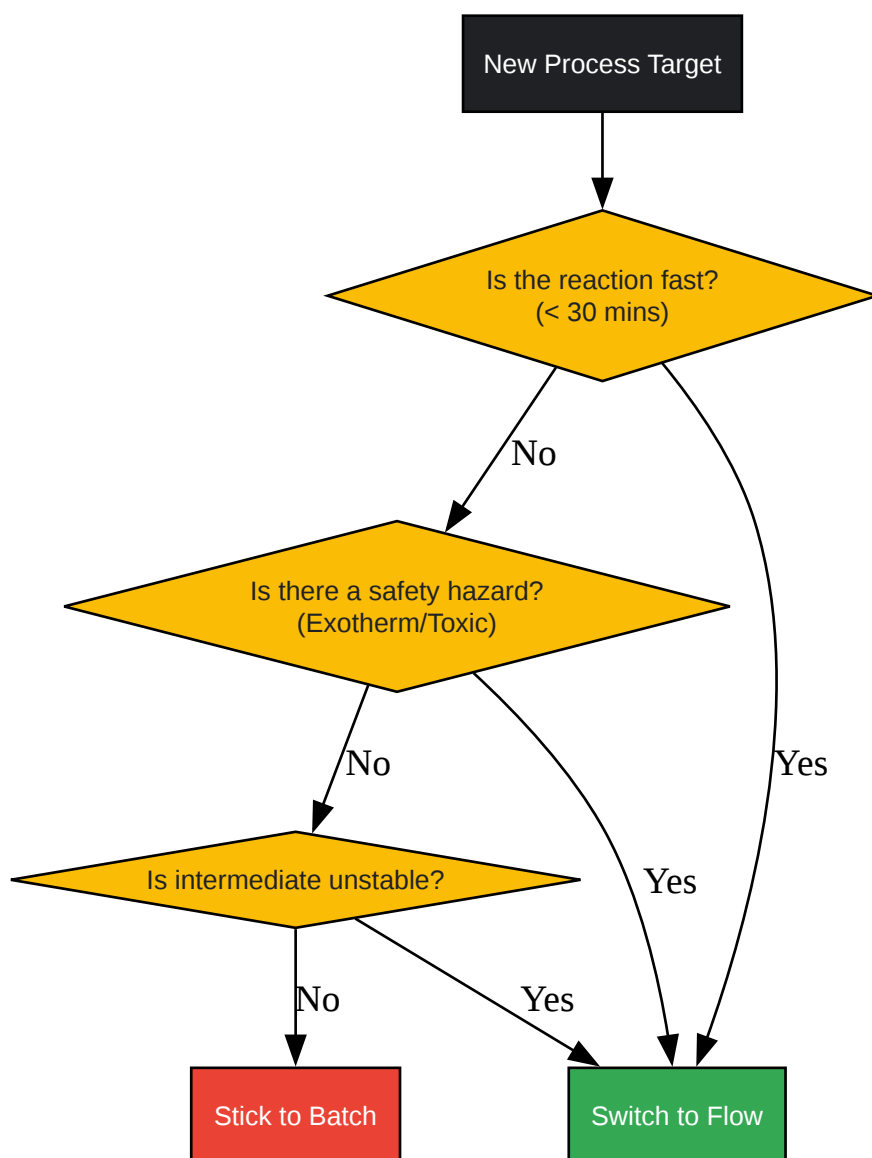 New Process Target
Is the reaction fast?
(< 30 mins)
No
Is there a safety hazard?
(Exotherm/Toxic)
No
Yes
Yes
Is intermediate unstable?
No
Yes
Stick to Batch
Switch to Flow